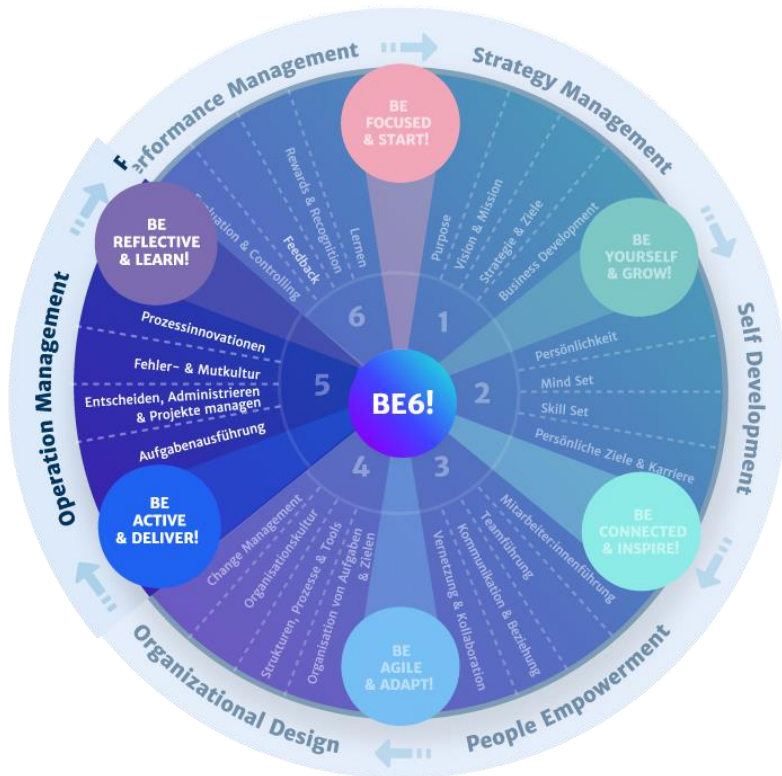 Performance Management
Strategy Management
Self Development
People Empowerment
Organizational Design
Operation Management
BE
FOCUSED
& START!
BE
YOURSELF
& GROW!
BE
CONNECTED
& INSPIRE!
BE
AGILE
& ADAPT!
BE
ACTIVE
& DELIVER!
BE
REFLECTIVE
& LEARN!
BE6!
1
Purpose
Vision & Mission
Strategie & Ziele
Business Development
2
Persönlichkeit
Mind Set
Skill Set
Persönliche Ziele & Karriere
3
Mitarbeiter:innenführung
Teamführung
Kommunikation & Beziehung
Vernetzung & Kollaboration
4
Organisation von Aufgaben
& Zielen
Strukturen, Prozesse & Tools
Organisationskultur
Change Management
5
Aufgabenausführung
Entscheiden, Administrieren
& Projekte managen
Fehler- & Mutkultur
Prozessinnovationen
6
Evaluation & Controlling
Feedback
Rewards & Recognition
Lernen